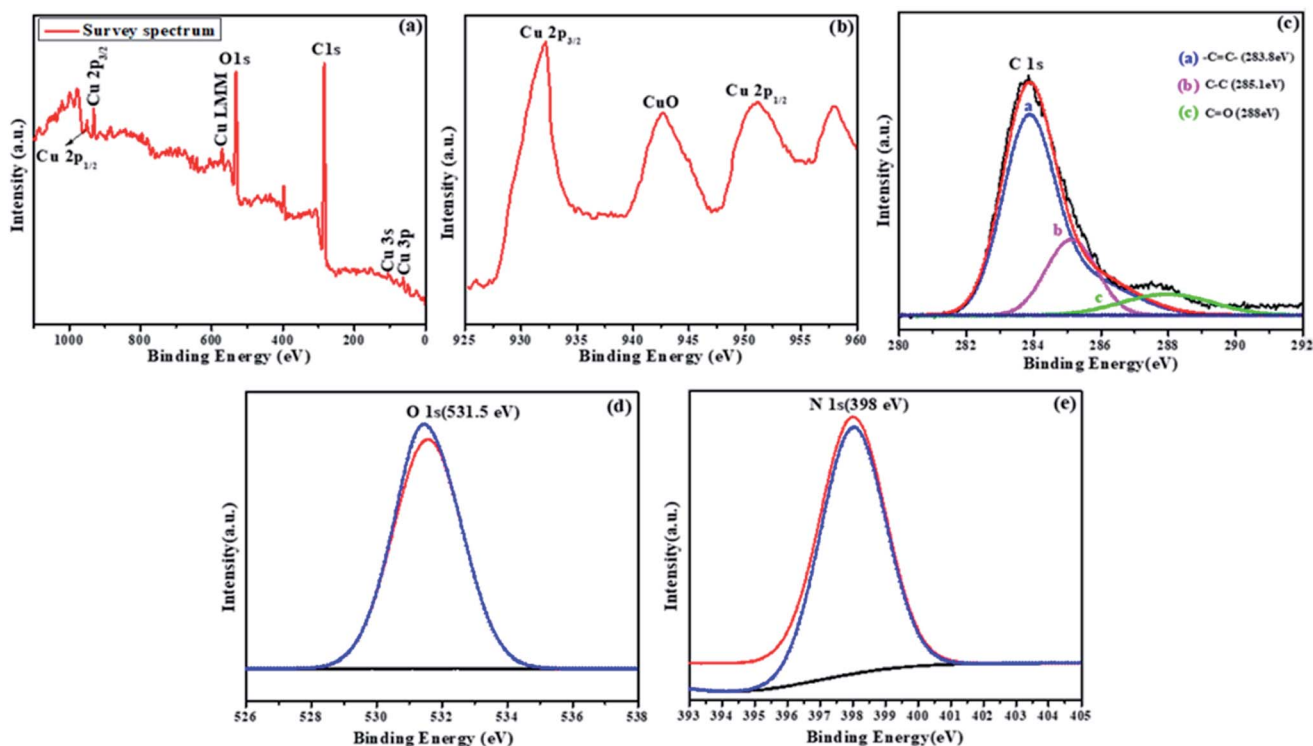 Survey spectrum
(a)
O1s
C1s
Cu 2p3/2
Cu LMM
Cu 2p1/2
Cu 3s
Cu 3p
Intensity (a.u.)
1000 800 600 400 200 0
Binding Energy (eV)
(b)
Cu 2p3/2
CuO
Cu 2p1/2
Intensity (a.u.)
925 930 935 940 945 950 955 960
Binding Energy (eV)
(c)
C 1s
(a) -C=C- (283.8eV)
(b) C-C (285.1eV)
(c) C=O (288eV)
a
b
c
Intensity (a.u.)
280 282 284 286 288 290 292
Binding Energy(eV)
(d)
O 1s(531.5 eV)
Intensity(a.u.)
526 528 530 532 534 536 538
Binding Energy (eV)
(e)
N 1s(398 eV)
Intensity(a.u.)
393 394 395 396 397 398 399 400 401 402 403 404 405
Binding Energy(eV)